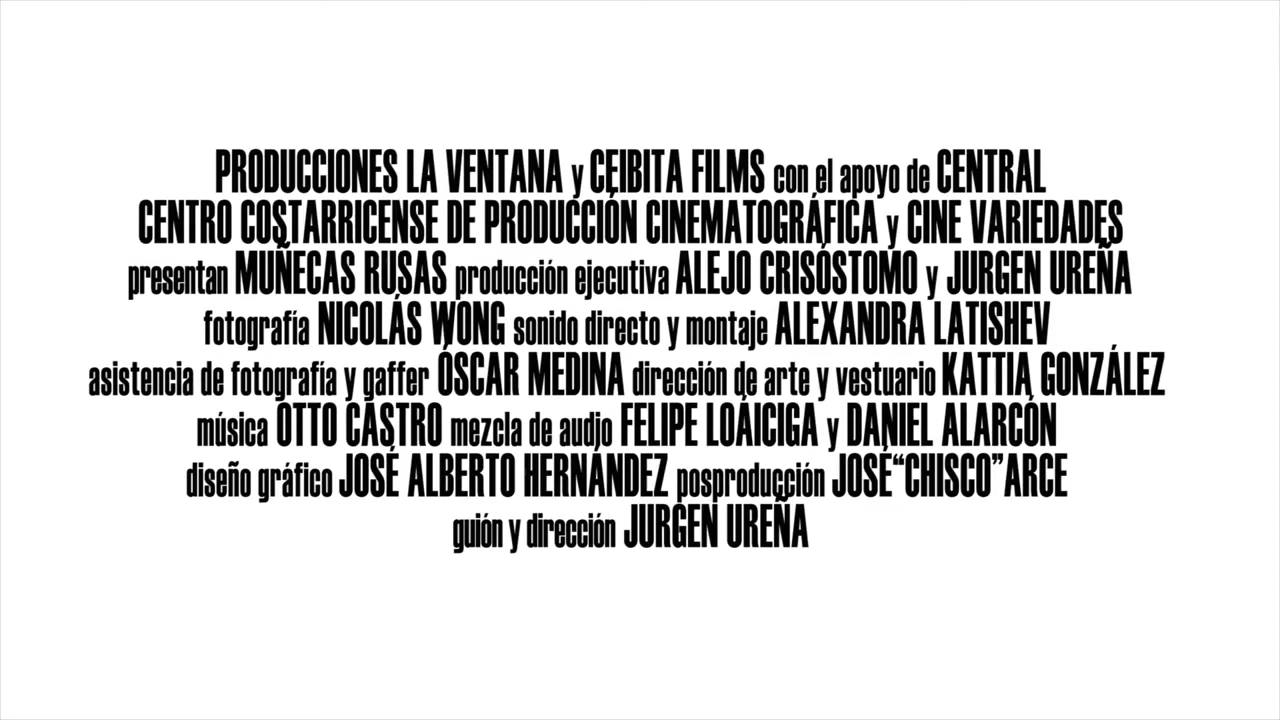 PRODUCCIONES LA VENTANA y CEIBITA FILMS con el apoyo de CENTRAL
CENTRO COSTARRICENSE DE PRODUCCIÓN CINEMATOGRÁFICA y CINE VARIEDADES
presentan MUÑECAS RUSAS producción ejecutiva ALEJO CRISÓSTOMO y JURGEN UREÑA
fotografía NICOLÁS WONG sonido directo y montaje ALEXANDRA LATISHEV
asistencia de fotografía y gaffer ÓSCAR MEDINA dirección de arte y vestuario KATTIA GONZÁLEZ
música OTTO CASTRO mezcla de audio FELIPE LOÁICIGA y DANIEL ALARCÓN
diseño gráfico JOSÉ ALBERTO HERNÁNDEZ posproducción JOSÉ“CHISCO”ARCE
guión y dirección JURGEN UREÑA